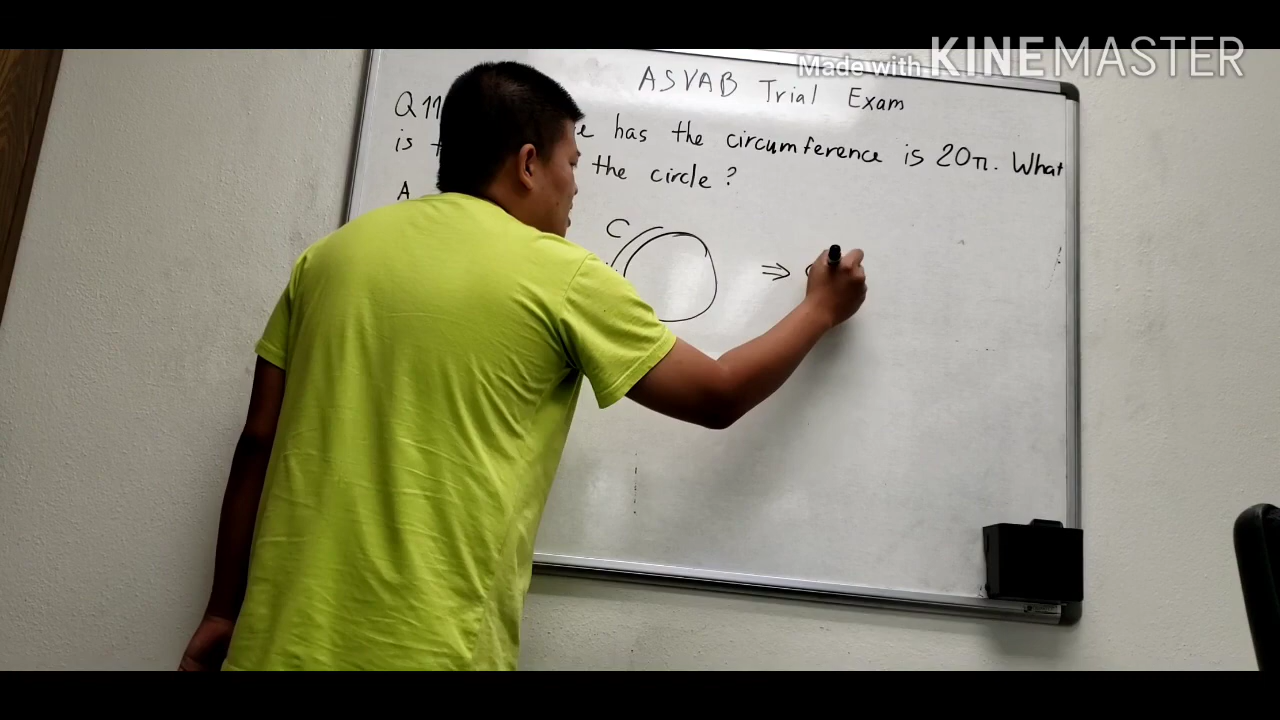 Made with KINEMASTER
ASVAB Trial Exam
Q11 has the circumference is 20π. What
is the circle ?
A
C
⇒